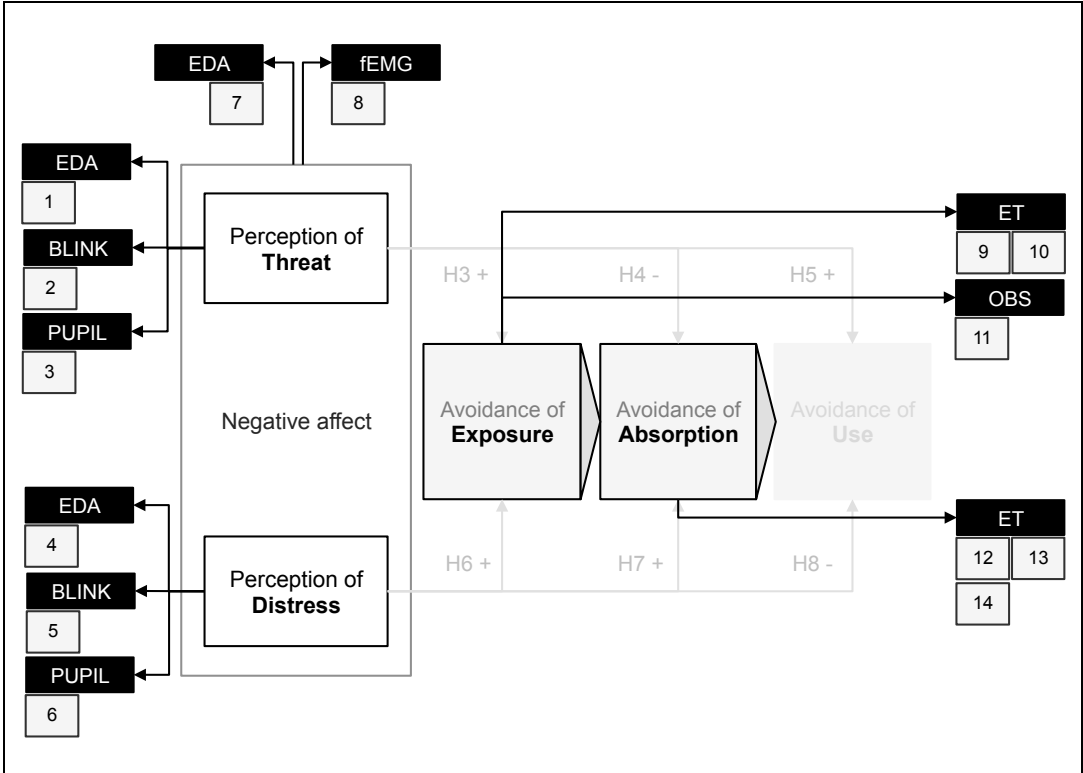 EDA
fEMG
7
8
EDA
1
BLINK
2
PUPIL
3
Perception of
Threat
Negative affect
EDA
4
BLINK
5
PUPIL
6
Perception of
Distress
H3 +
H4 -
H5 +
Avoidance of
Exposure
Avoidance of
Absorption
Avoidance of
Use
H6 +
H7 +
H8 -
ET
9
10
OBS
11
ET
12
13
14